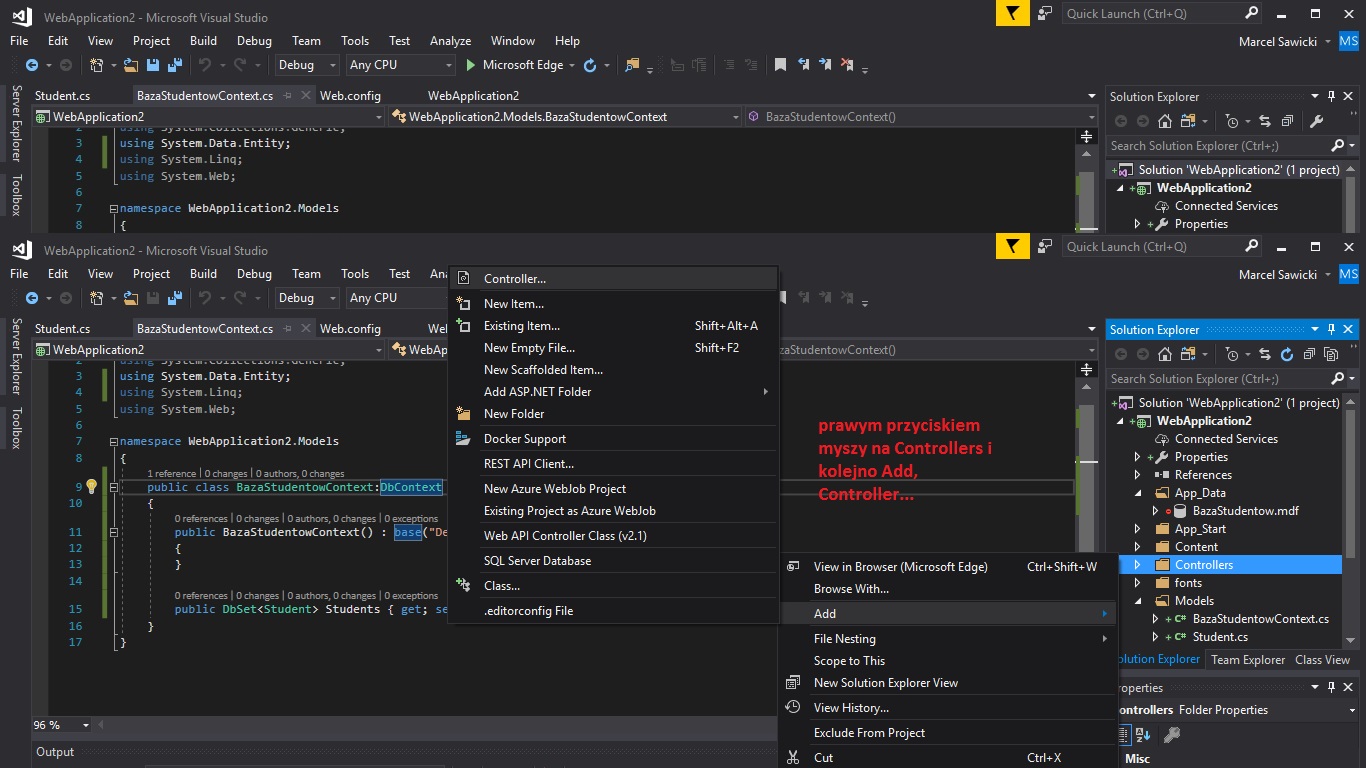 WebApplication2 - Microsoft Visual Studio
Quick Launch (Ctrl+Q)
File Edit View Project Build Debug Team Tools Test Analyze Window Help
Marcel Sawicki MS
Debug Any CPU Microsoft Edge
Server Explorer
Toolbox
Student.cs BazaStudentowContext.cs Web.config WebApplication2
WebApplication2 WebApplication2.Models.BazaStudentowContext BazaStudentowContext()
using System.Collections.Generic;
3 using System.Data.Entity;
4 using System.Linq;
5 using System.Web;
6
7 namespace WebApplication2.Models
8 {
Solution Explorer
Search Solution Explorer (Ctrl+;)
Solution 'WebApplication2' (1 project)
WebApplication2
Connected Services
Properties
WebApplication2 - Microsoft Visual Studio
Quick Launch (Ctrl+Q)
File Edit View Project Build Debug Team Tools Test An
Marcel Sawicki MS
Debug Any CPU
Server Explorer
Toolbox
Student.cs BazaStudentowContext.cs Web.config We
WebApplication2 WebApp zaStudentowContext()
using System.Collections.Generic;
3 using System.Data.Entity;
4 using System.Linq;
5 using System.Web;
6
7 namespace WebApplication2.Models
8 {
1 reference | 0 changes | 0 authors, 0 changes
9 public class BazaStudentowContext:DbContext
10 {
0 references | 0 changes | 0 authors, 0 changes | 0 exceptions
11 public BazaStudentowContext() : base("De
12 {
13 }
14
0 references | 0 changes | 0 authors, 0 changes | 0 exceptions
15 public DbSet<Student> Students { get; se
16 }
17 }
96 %
Output
Controller...
New Item...
Existing Item... Shift+Alt+A
New Empty File... Shift+F2
New Scaffolded Item...
Add ASP.NET Folder
New Folder
Docker Support
REST API Client...
New Azure WebJob Project
Existing Project as Azure WebJob
Web API Controller Class (v2.1)
SQL Server Database
Class...
.editorconfig File
prawym przyciskiem
myszy na Controllers i
kolejno Add,
Controller...
View in Browser (Microsoft Edge) Ctrl+Shift+W
Browse With...
Add
File Nesting
Scope to This
New Solution Explorer View
View History...
Exclude From Project
Cut Ctrl+X
Solution Explorer
Search Solution Explorer (Ctrl+;)
Solution 'WebApplication2' (1 project)
WebApplication2
Connected Services
Properties
References
App_Data
BazaStudentow.mdf
App_Start
Content
Controllers
fonts
Models
BazaStudentowContext.cs
Student.cs
olution Explorer Team Explorer Class View
roperties
ontrollers Folder Properties
Misc